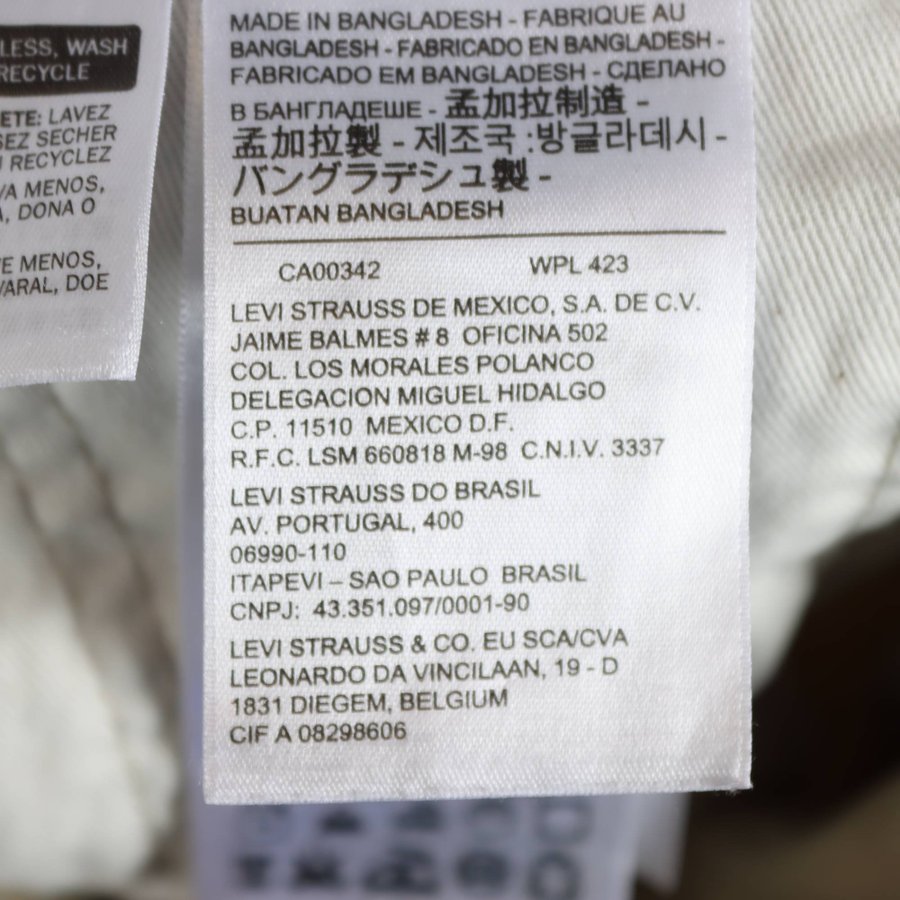 LESS, WASH
RECYCLE
ETE: LAVEZ
SEZ SECHER
U RECYCLEZ
VA MENOS,
A, DONA O
E MENOS,
VARAL, DOE
MADE IN BANGLADESH - FABRIQUE AU
BANGLADESH - FABRICADO EN BANGLADESH -
FABRICADO EM BANGLADESH - СДЕЛАНО
В БАНГЛАДЕШЕ - 孟加拉制造 -
孟加拉製 - 제조국 :방글라데시 -
バングラデシュ製 -
BUATAN BANGLADESH
CA00342 WPL 423
LEVI STRAUSS DE MEXICO, S.A. DE C.V.
JAIME BALMES # 8 OFICINA 502
COL. LOS MORALES POLANCO
DELEGACION MIGUEL HIDALGO
C.P. 11510 MEXICO D.F.
R.F.C. LSM 660818 M-98 C.N.I.V. 3337
LEVI STRAUSS DO BRASIL
AV. PORTUGAL, 400
06990-110
ITAPEVI – SAO PAULO BRASIL
CNPJ: 43.351.097/0001-90
LEVI STRAUSS & CO. EU SCA/CVA
LEONARDO DA VINCILAAN, 19 - D
1831 DIEGEM, BELGIUM
CIF A 08298606